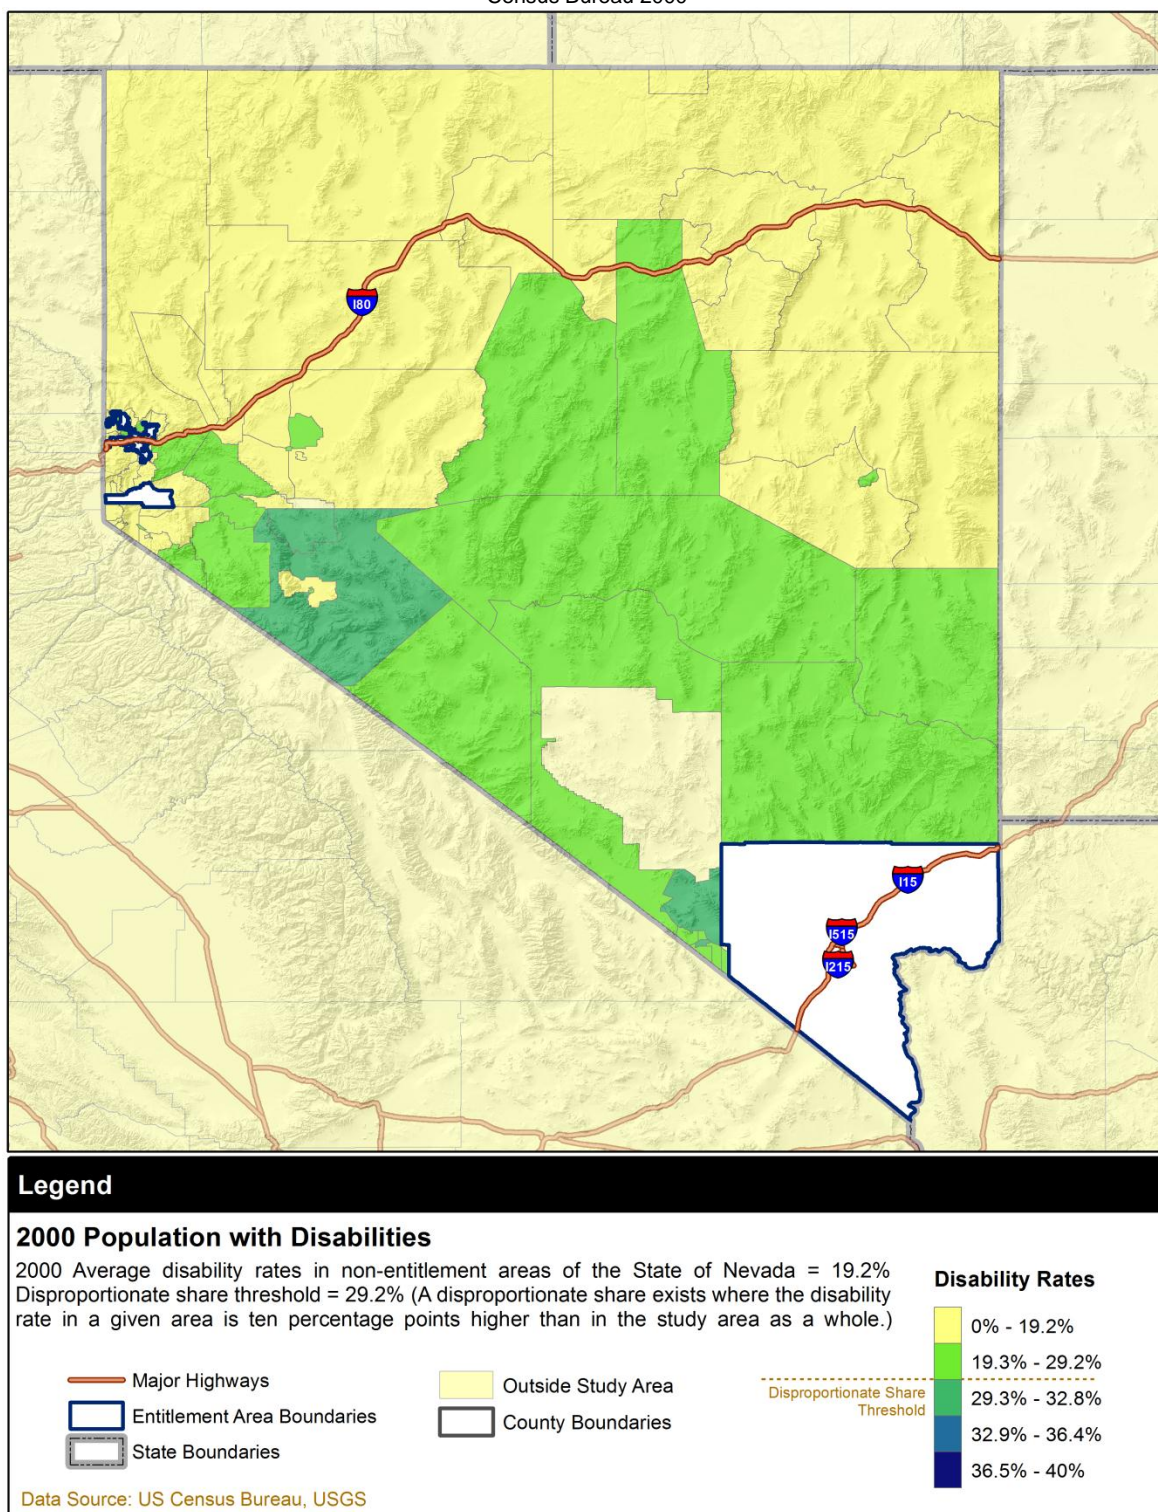 I80
I15
I515
I215
Legend
2000 Population with Disabilities
2000 Average disability rates in non-entitlement areas of the State of Nevada = 19.2%
Disproportionate share threshold = 29.2% (A disproportionate share exists where the disability
rate in a given area is ten percentage points higher than in the study area as a whole.)
Major Highways
Entitlement Area Boundaries
State Boundaries
Outside Study Area
County Boundaries
Disability Rates
0% - 19.2%
19.3% - 29.2%
Disproportionate Share
Threshold
29.3% - 32.8%
32.9% - 36.4%
36.5% - 40%
Data Source: US Census Bureau, USGS